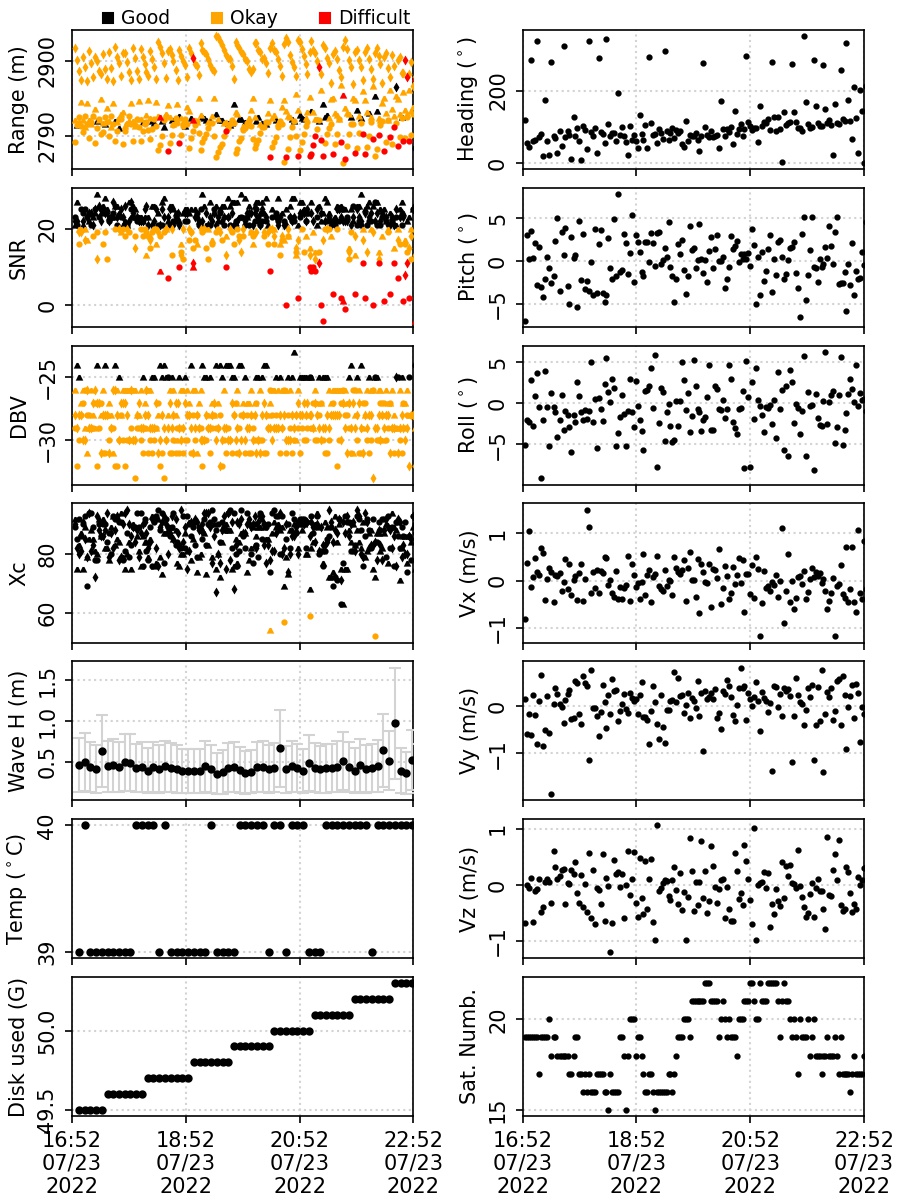 Good Okay Difficult
Range (m)
2900
2790
Heading (°)
200
0
SNR
20
0
Pitch (°)
5
0
−5
DBV
−25
−30
Roll (°)
5
0
−5
Xc
80
60
Vx (m/s)
1
0
−1
Wave H (m)
1.5
1.0
0.5
Vy (m/s)
0
−1
Temp (°C)
40
39
Vz (m/s)
1
0
−1
Disk used (G)
50.0
49.5
Sat. Numb.
20
15
16:52 18:52 20:52 22:52
07/23 07/23 07/23 07/23
2022 2022 2022 2022
16:52 18:52 20:52 22:52
07/23 07/23 07/23 07/23
2022 2022 2022 2022